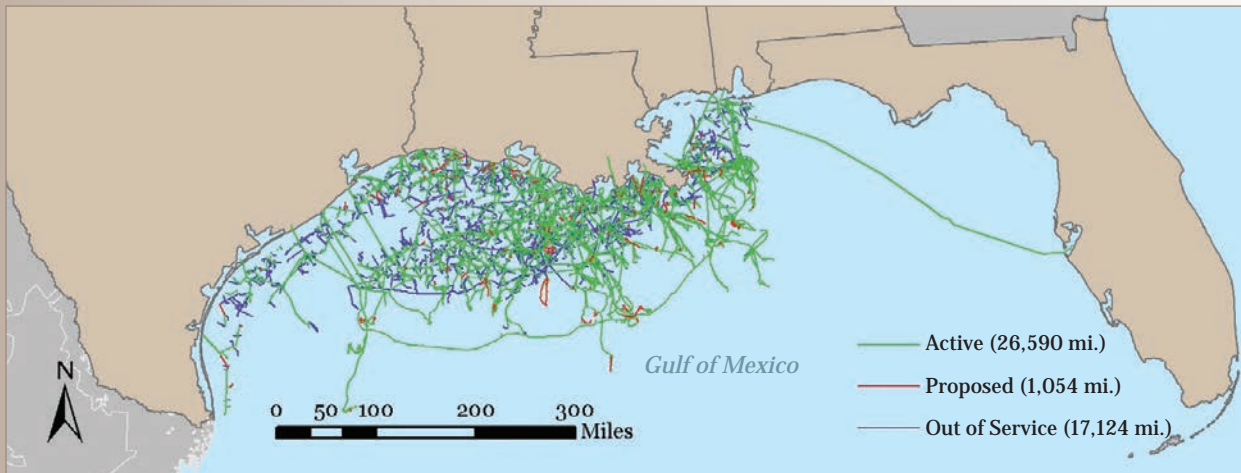 Active (26,590 mi.)
Gulf of Mexico
Proposed (1,054 mi.)
N
0 50 100 200 300
Miles
Out of Service (17,124 mi.)